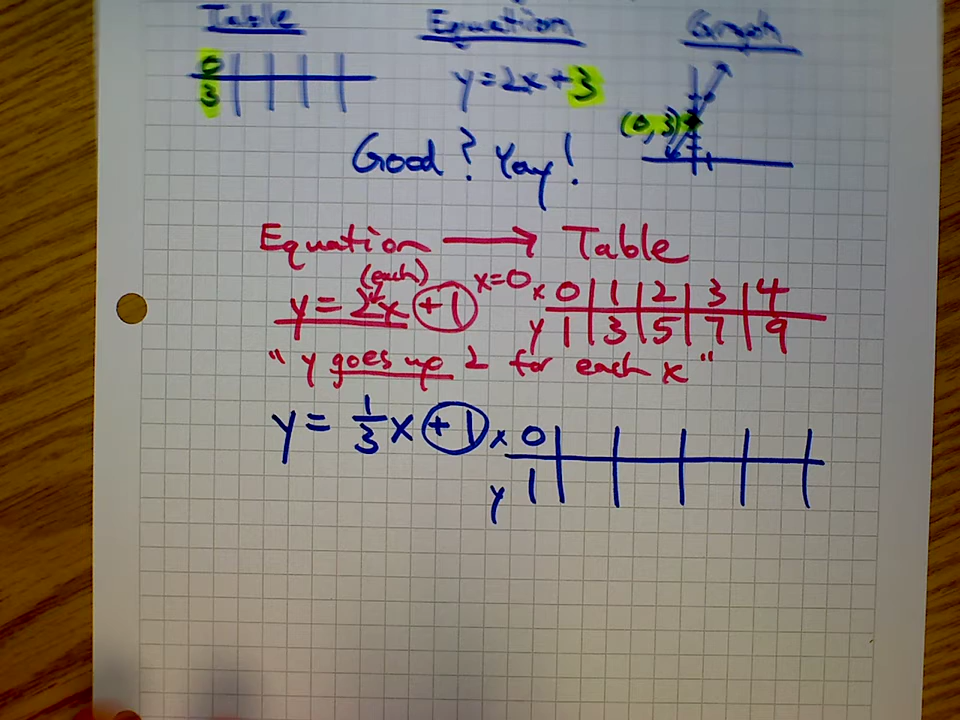 Table Equation Graph
0
3
y = 2x + 3
(0, 3)
Good? Yay!
Equation → Table
(each)
y = 2x + 1 x=0 x 0 1 2 3 4
y 1 3 5 7 9
"y goes up 2 for each x"
y = 1/3 x + 1 x 0
y 1